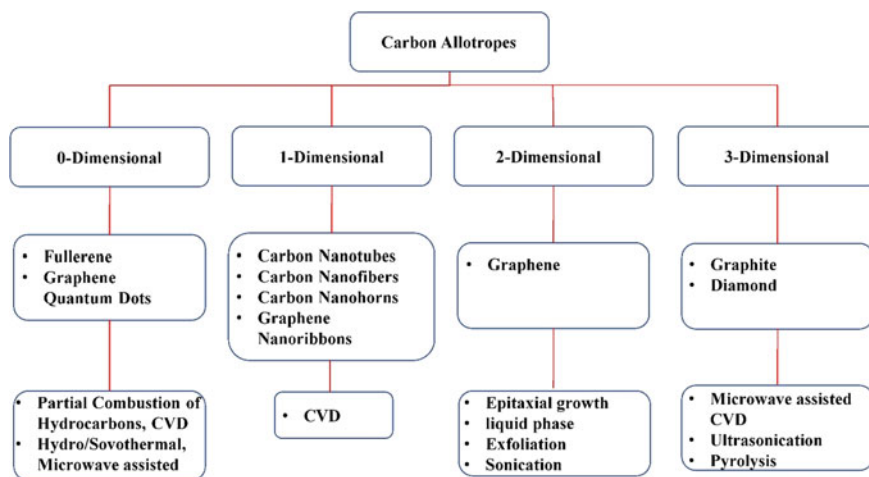 Carbon Allotropes
0-Dimensional
1-Dimensional
2-Dimensional
3-Dimensional
• Fullerene
• Graphene
Quantum Dots
• Carbon Nanotubes
• Carbon Nanofibers
• Carbon Nanohorns
• Graphene
Nanoribbons
• Graphene
• Graphite
• Diamond
• Partial Combustion of
Hydrocarbons, CVD
• Hydro/Sovothermal,
Microwave assisted
• CVD
• Epitaxial growth
• liquid phase
• Exfoliation
• Sonication
• Microwave assisted
CVD
• Ultrasonication
• Pyrolysis